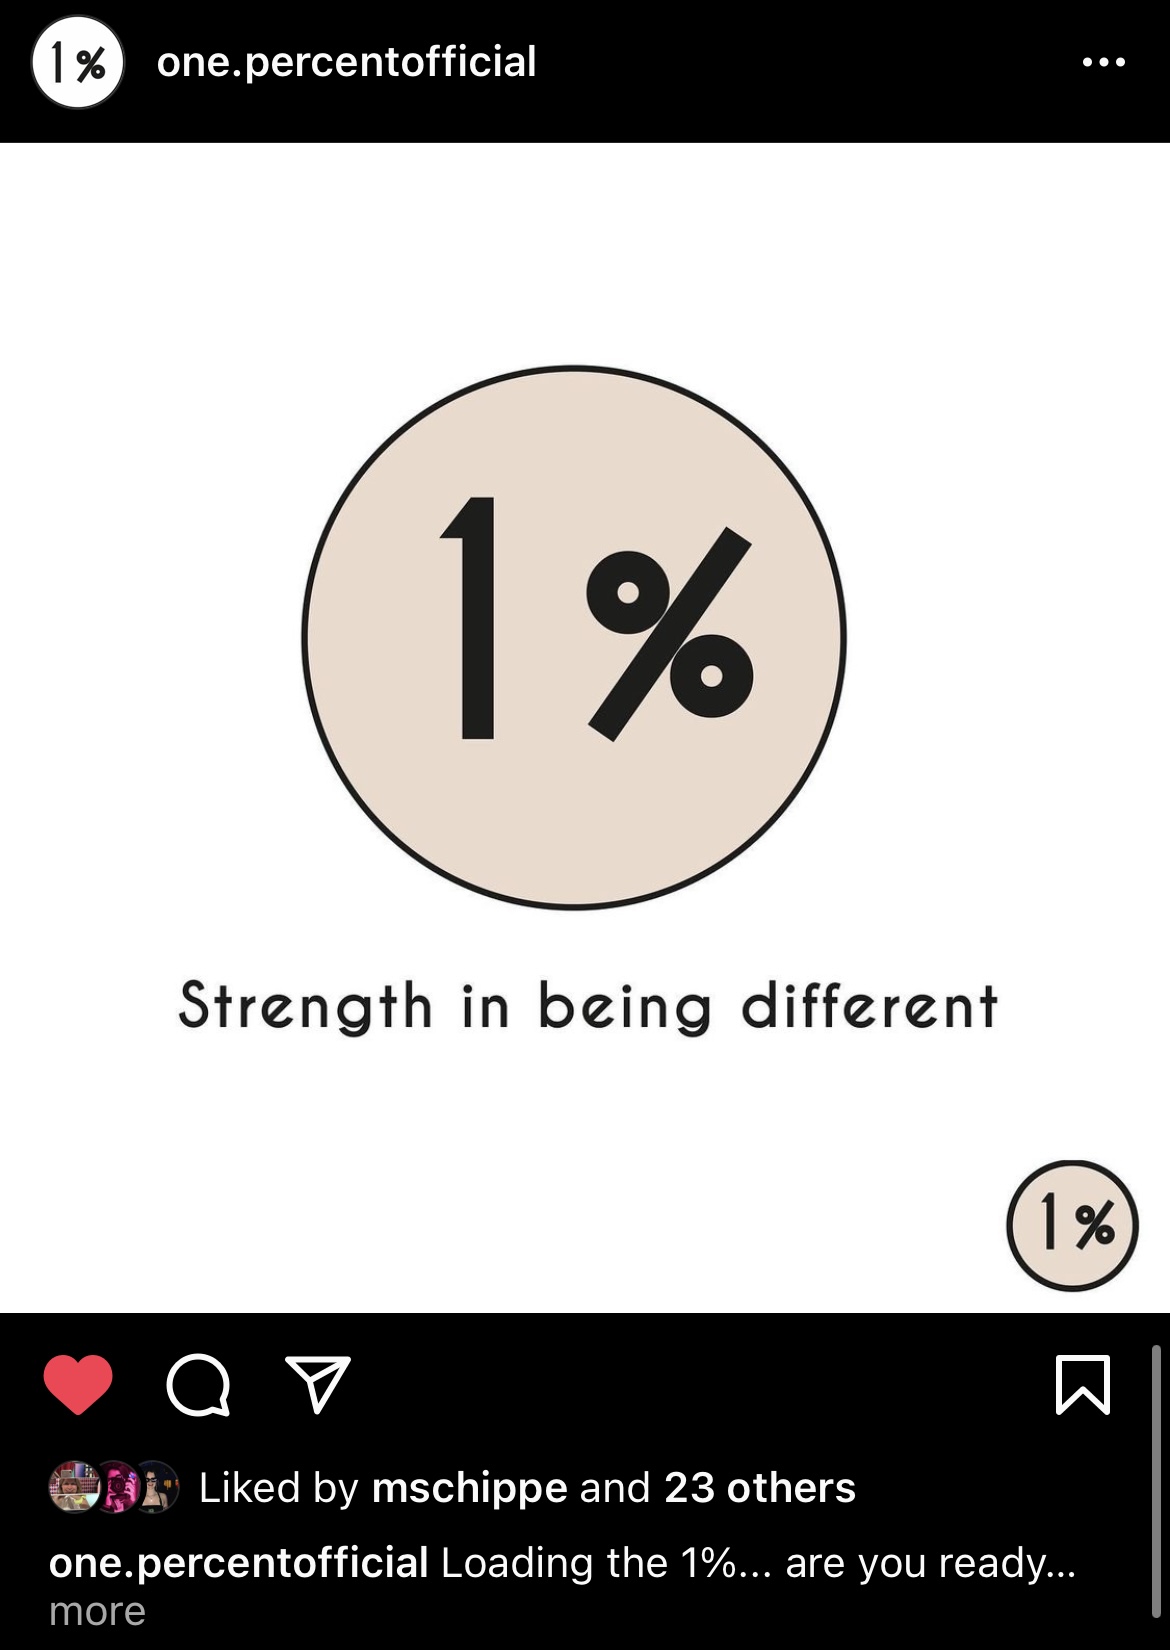 1%
one.percentofficial
1%
Strength in being different
1%
Liked by mschippe and 23 others
one.percentofficial Loading the 1%... are you ready...
more